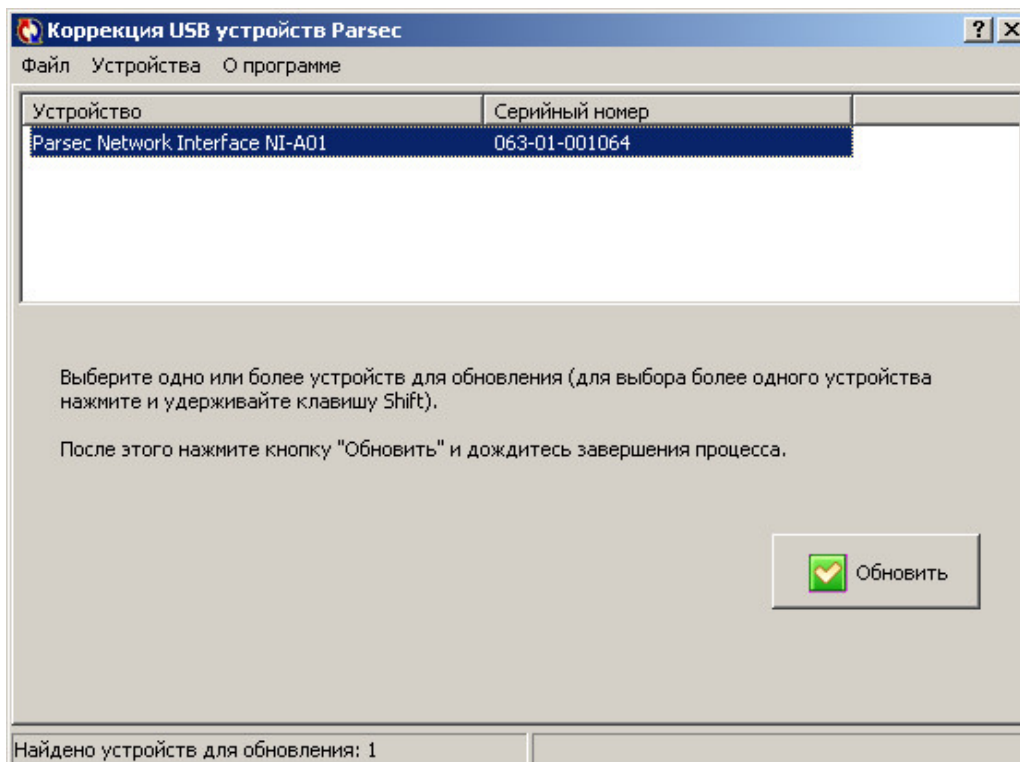 Коррекция USB устройств Parsec
Файл Устройства О программе
Устройство Серийный номер
Parsec Network Interface NI-A01 063-01-001064
Выберите одно или более устройств для обновления (для выбора более одного устройства
нажмите и удерживайте клавишу Shift).
После этого нажмите кнопку "Обновить" и дождитесь завершения процесса.
Обновить
Найдено устройств для обновления: 1